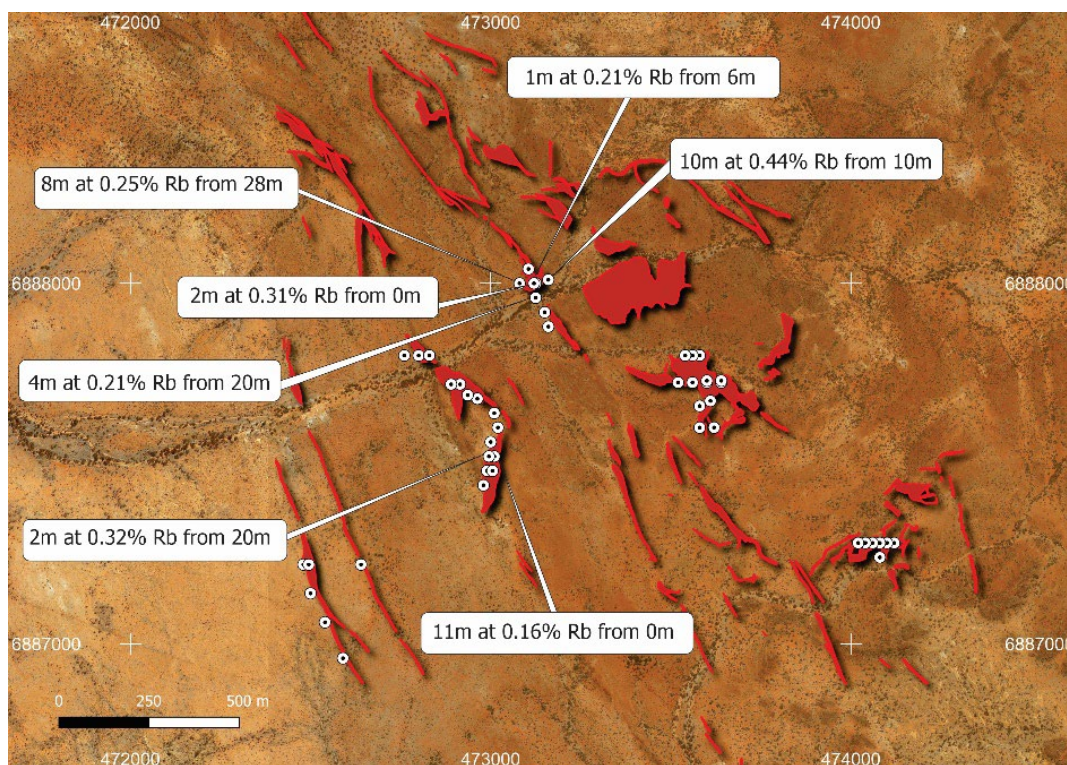 472000
473000
474000
1m at 0.21% Rb from 6m
10m at 0.44% Rb from 10m
8m at 0.25% Rb from 28m
6888000
6888000
2m at 0.31% Rb from 0m
4m at 0.21% Rb from 20m
2m at 0.32% Rb from 20m
11m at 0.16% Rb from 0m
6887000
6887000
0 250 500 m
472000
473000
474000